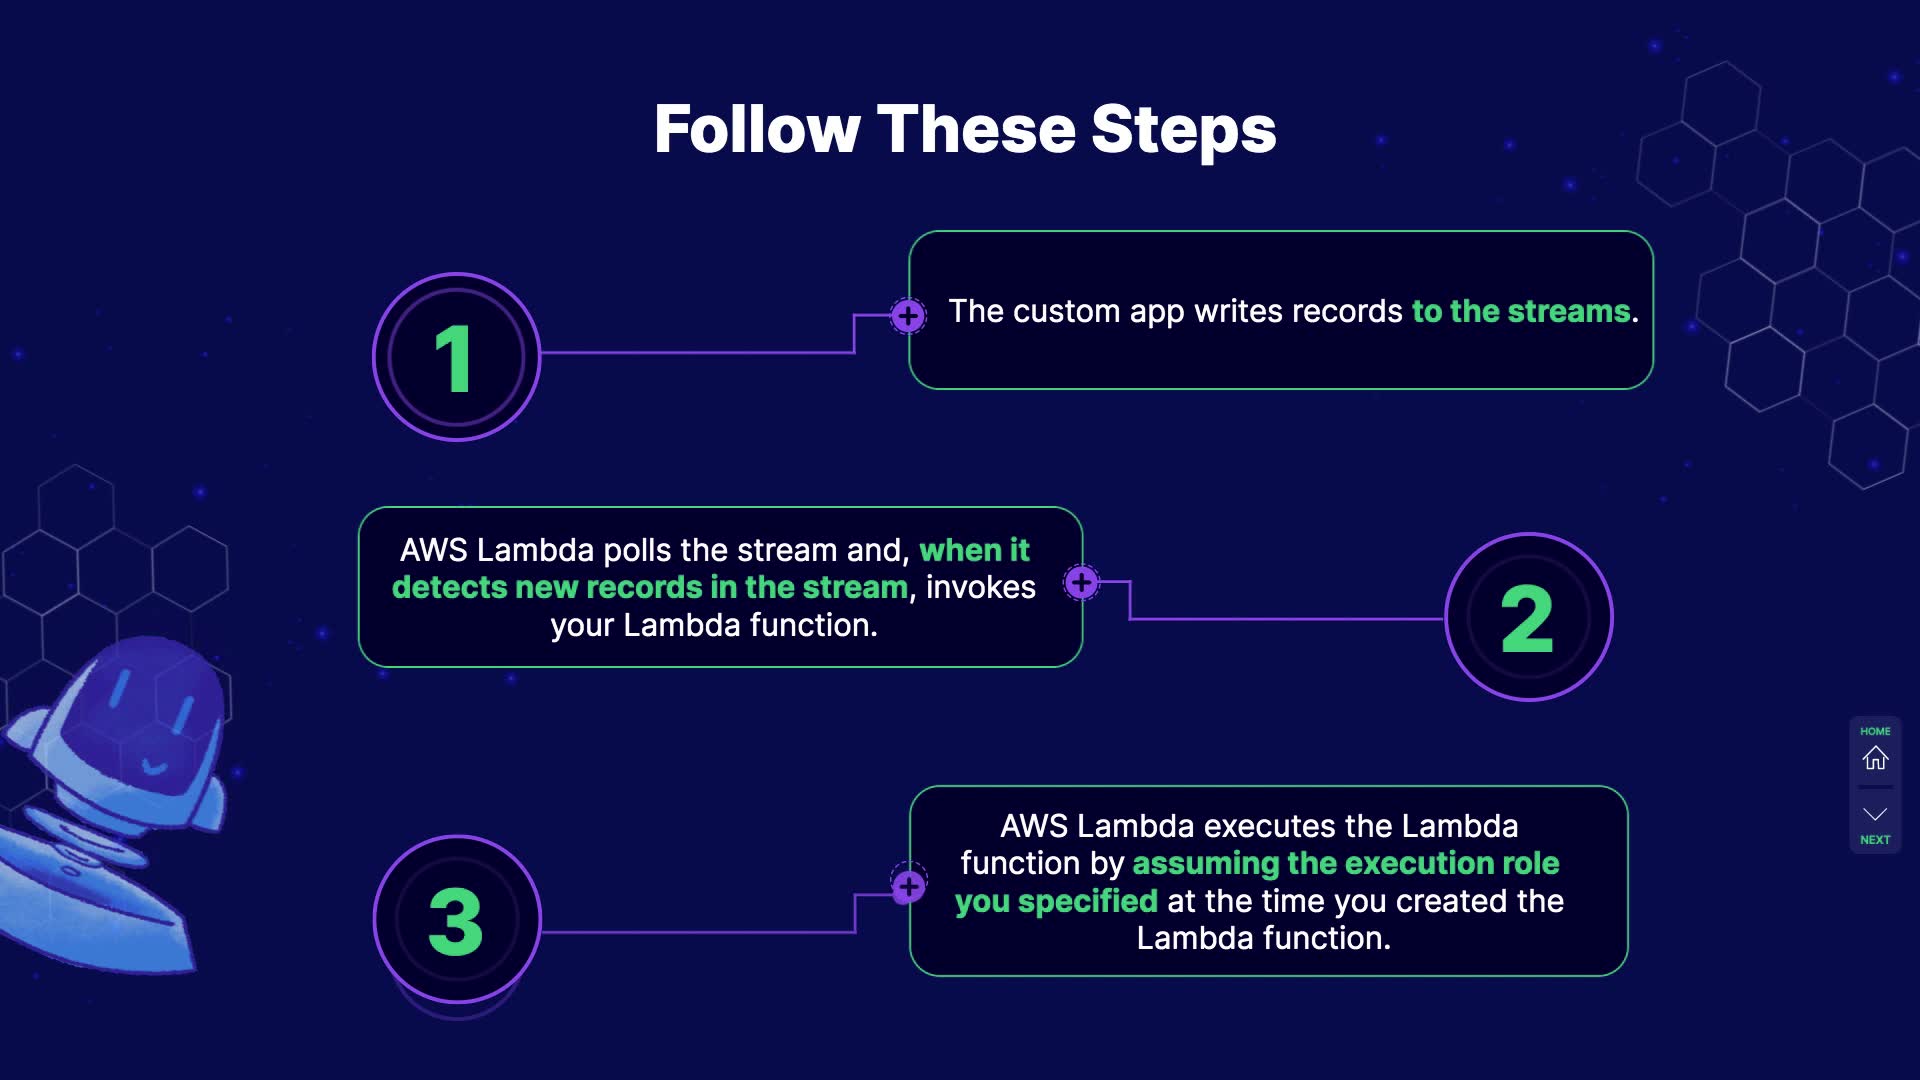 Follow These Steps
1
The custom app writes records to the streams.
AWS Lambda polls the stream and, when it
detects new records in the stream, invokes
your Lambda function.
2
3
AWS Lambda executes the Lambda
function by assuming the execution role
you specified at the time you created the
Lambda function.
HOME
NEXT